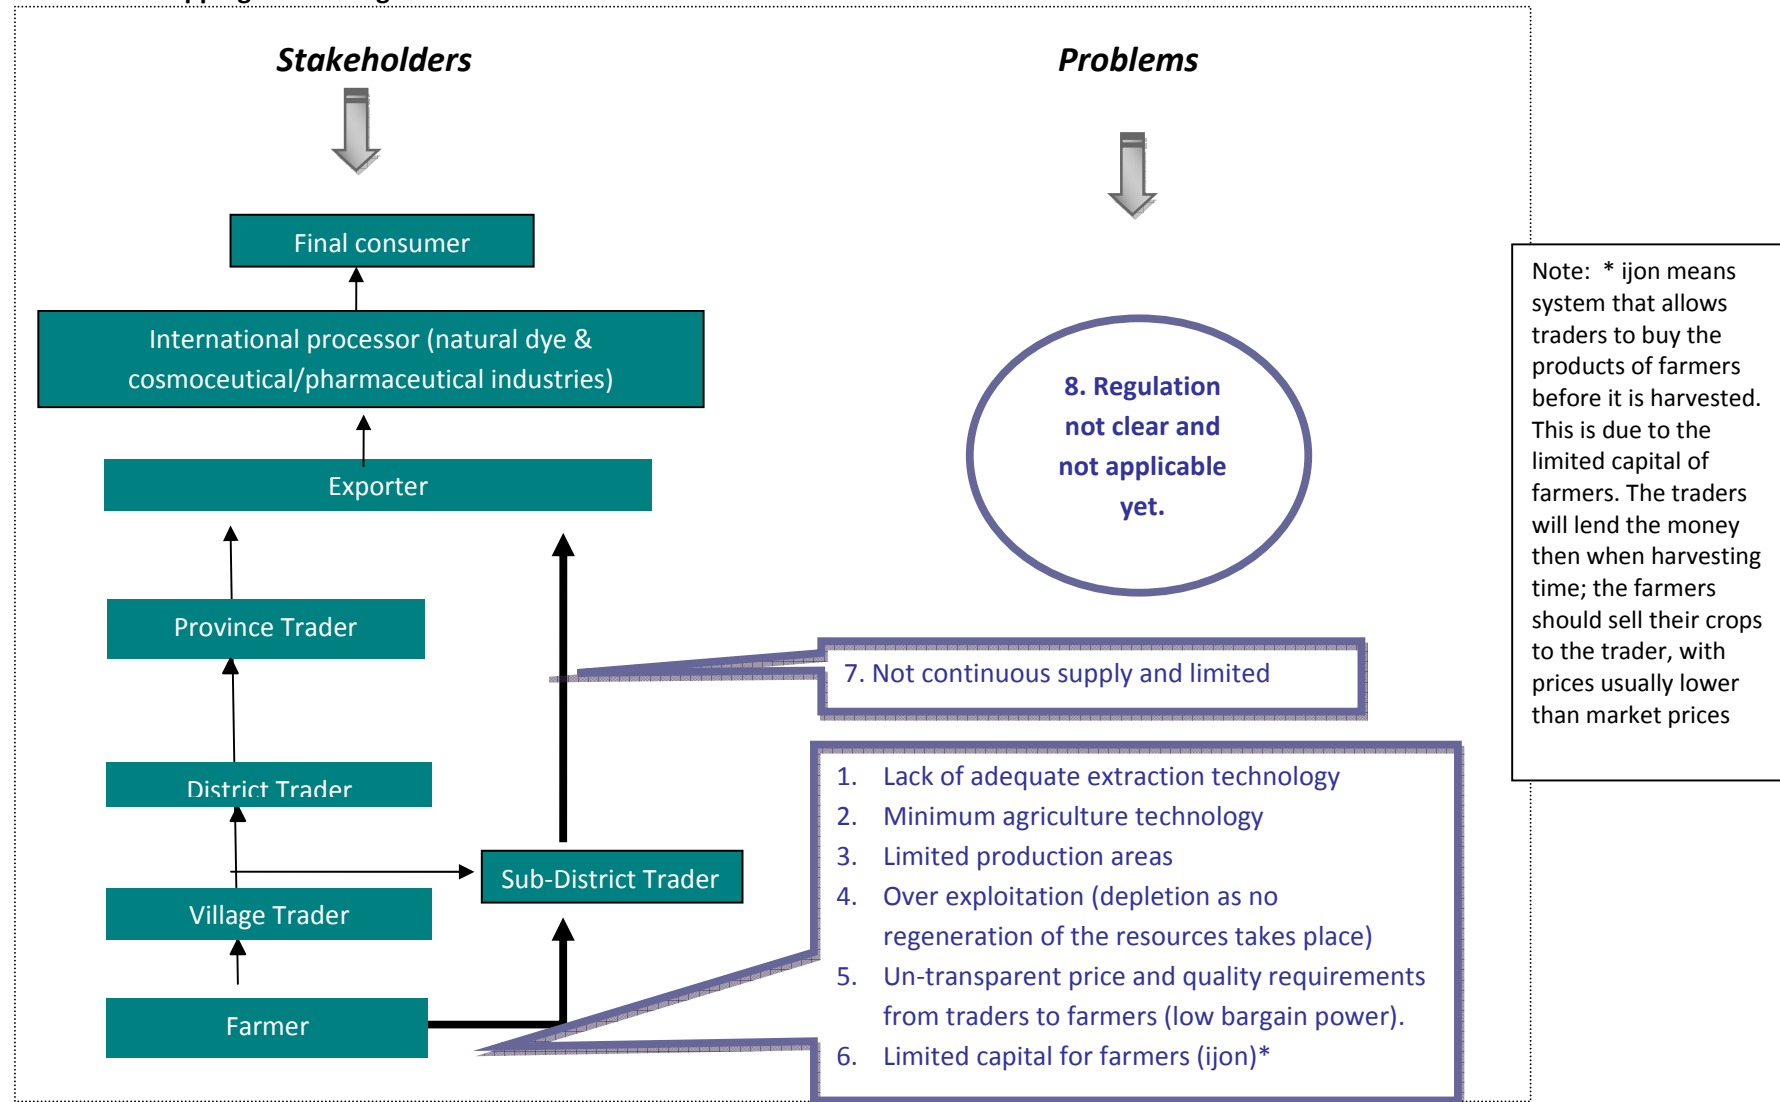 Stakeholders
Problems
Final consumer
International processor (natural dye &
cosmoceutical/pharmaceutical industries)
Exporter
Province Trader
District Trader
Sub-District Trader
Village Trader
Farmer
8. Regulation
not clear and
not applicable
yet.
7. Not continuous supply and limited
1. Lack of adequate extraction technology
2. Minimum agriculture technology
3. Limited production areas
4. Over exploitation (depletion as no
regeneration of the resources takes place)
5. Un-transparent price and quality requirements
from traders to farmers (low bargain power).
6. Limited capital for farmers (ijon)*
Note: * ijon means
system that allows
traders to buy the
products of farmers
before it is harvested.
This is due to the
limited capital of
farmers. The traders
will lend the money
then when harvesting
time; the farmers
should sell their crops
to the trader, with
prices usually lower
than market prices